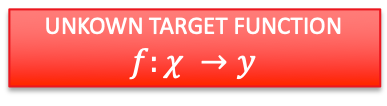 UNKOWN TARGET FUNCTION
f: χ → y